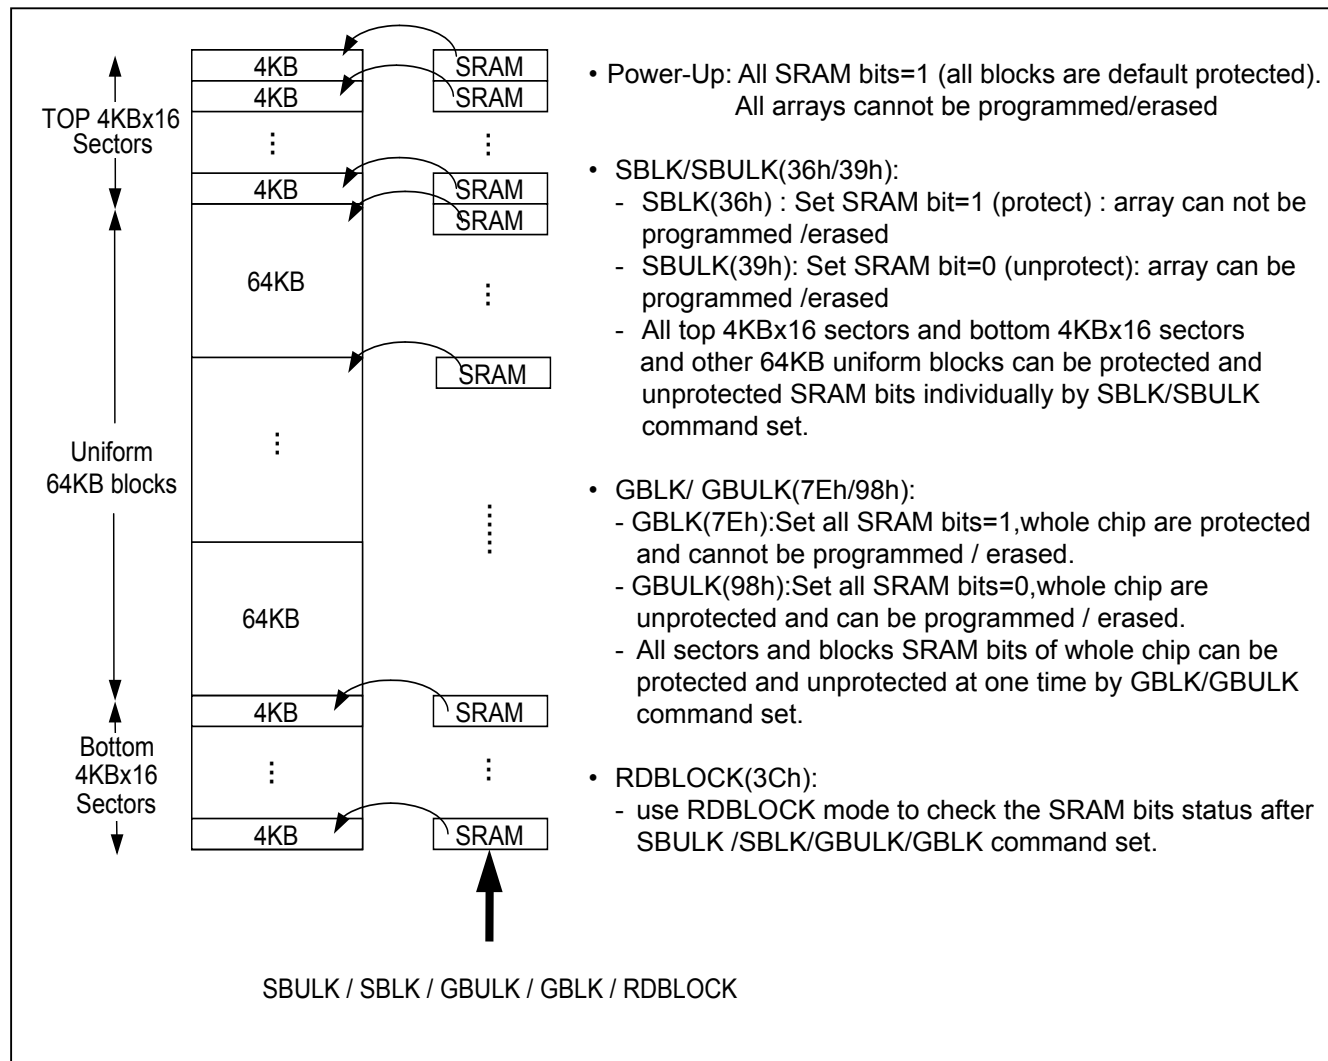 4KB
SRAM
4KB
SRAM
TOP 4KBx16
Sectors
4KB
SRAM
SRAM
64KB
SRAM
Uniform
64KB blocks
64KB
4KB
SRAM
Bottom
4KBx16
Sectors
4KB
SRAM
SBULK / SBLK / GBULK / GBLK / RDBLOCK
• Power-Up: All SRAM bits=1 (all blocks are default protected).
All arrays cannot be programmed/erased
• SBLK/SBULK(36h/39h):
- SBLK(36h) : Set SRAM bit=1 (protect) : array can not be
programmed /erased
- SBULK(39h): Set SRAM bit=0 (unprotect): array can be
programmed /erased
- All top 4KBx16 sectors and bottom 4KBx16 sectors
and other 64KB uniform blocks can be protected and
unprotected SRAM bits individually by SBLK/SBULK
command set.
• GBLK/ GBULK(7Eh/98h):
- GBLK(7Eh):Set all SRAM bits=1,whole chip are protected
and cannot be programmed / erased.
- GBULK(98h):Set all SRAM bits=0,whole chip are
unprotected and can be programmed / erased.
- All sectors and blocks SRAM bits of whole chip can be
protected and unprotected at one time by GBLK/GBULK
command set.
• RDBLOCK(3Ch):
- use RDBLOCK mode to check the SRAM bits status after
SBULK /SBLK/GBULK/GBLK command set.